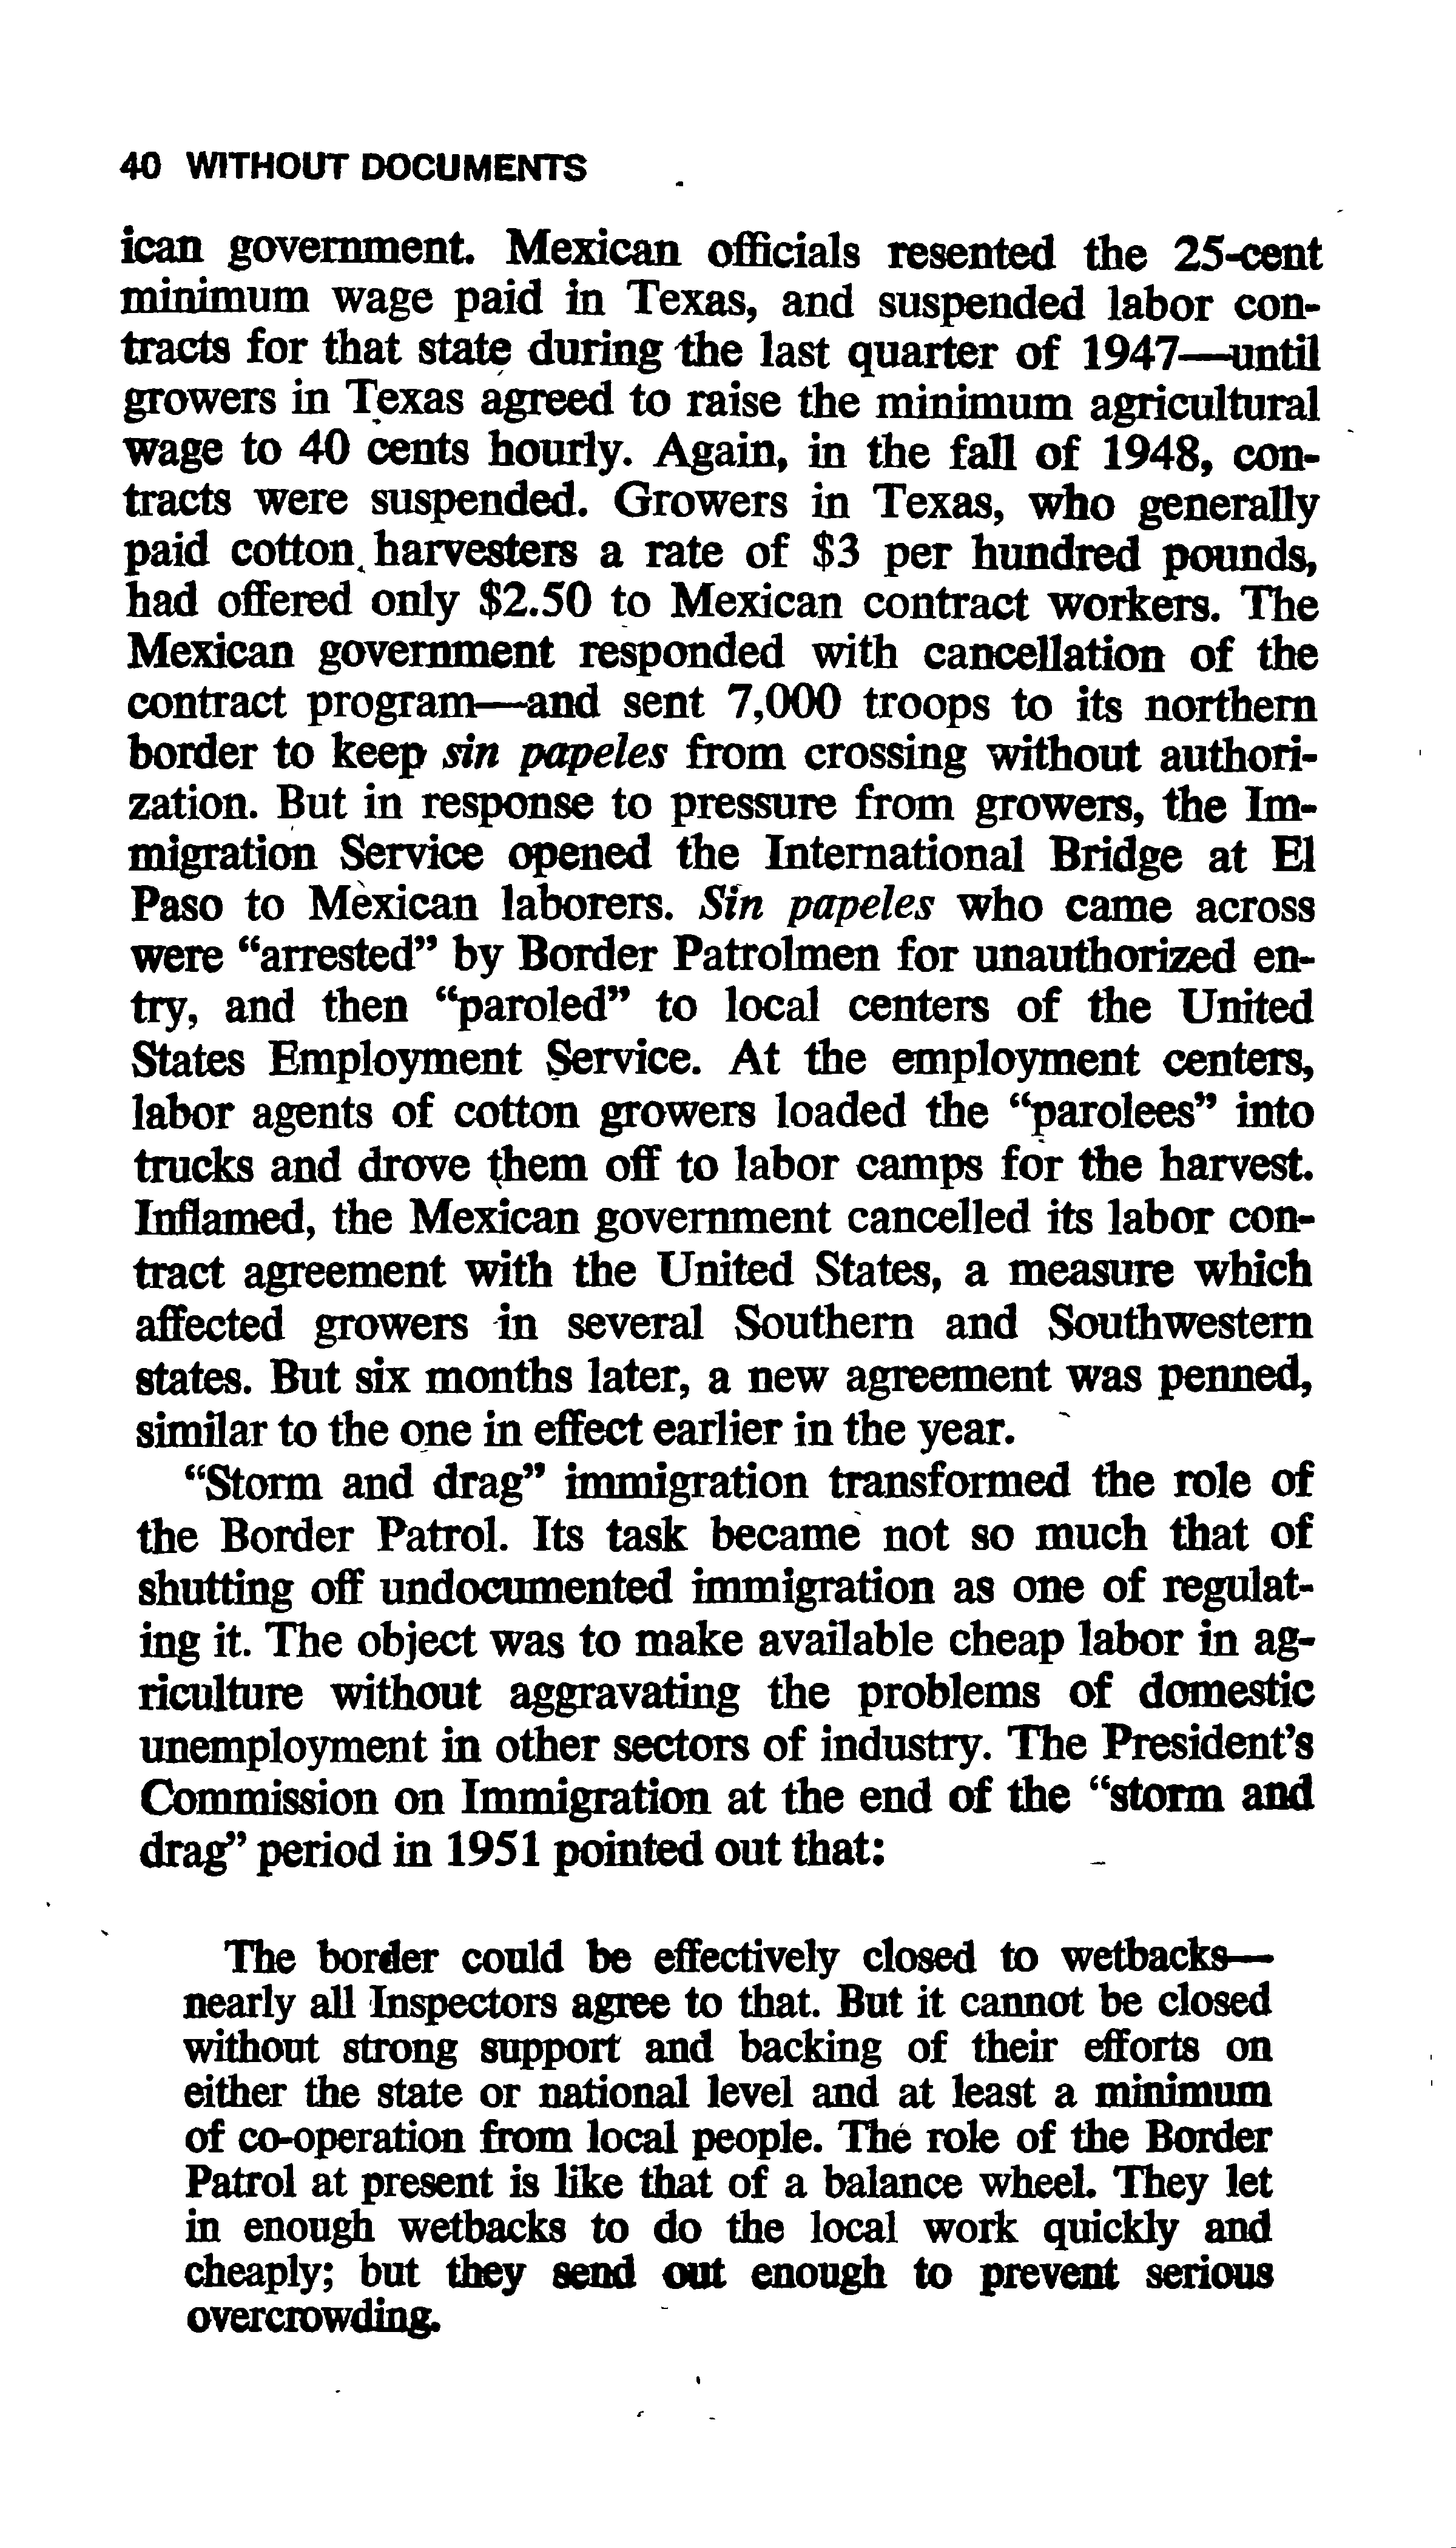 40 WITHOUT DOCUMENTS
ican government. Mexican officials resented the 25-cent
minimum wage paid in Texas, and suspended labor con-
tracts for that state during the last quarter of 1947—until
growers in Texas agreed to raise the minimum agricultural
wage to 40 cents hourly. Again, in the fall of 1948, con-
tracts were suspended. Growers in Texas, who generally
paid cotton harvesters a rate of $3 per hundred pounds,
had offered only $2.50 to Mexican contract workers. The
Mexican government responded with cancellation of the
contract program—and sent 7,000 troops to its northern
border to keep sin papeles from crossing without authori-
zation. But in response to pressure from growers, the Im-
migration Service opened the International Bridge at El
Paso to Mexican laborers. Sin papeles who came across
were “arrested” by Border Patrolmen for unauthorized en-
try, and then “paroled” to local centers of the United
States Employment Service. At the employment centers,
labor agents of cotton growers loaded the “parolees” into
trucks and drove them off to labor camps for the harvest.
Inflamed, the Mexican government cancelled its labor con-
tract agreement with the United States, a measure which
affected growers in several Southern and Southwestern
states. But six months later, a new agreement was penned,
similar to the one in effect earlier in the year.
“Storm and drag” immigration transformed the role of
the Border Patrol. Its task became not so much that of
shutting off undocumented immigration as one of regulat-
ing it. The object was to make available cheap labor in ag-
riculture without aggravating the problems of domestic
unemployment in other sectors of industry. The President’s
Commission on Immigration at the end of the “storm and
drag” period in 1951 pointed out that:
The border could be effectively closed to wetbacks—
nearly all Inspectors agree to that. But it cannot be closed
without strong support and backing of their efforts on
either the state or national level and at least a minimum
of co-operation from local people. The role of the Border
Patrol at present is like that of a balance wheel. They let
in enough wetbacks to do the local work quickly and
cheaply; but they send out enough to prevent serious
overcrowding.